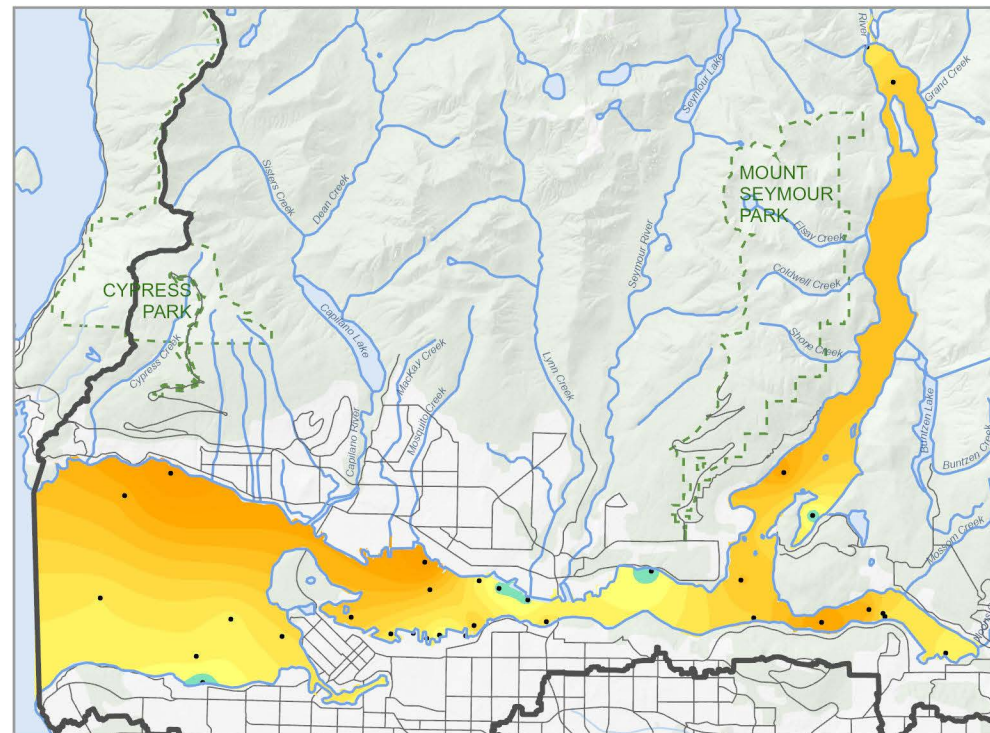 River
Grand Creek
Seymour Lake
MOUNT
SEYMOUR
PARK
Sisters Creek
Dean Creek
Elsay Creek
Seymour River
Coldwell Creek
CYPRESS
PARK
Capilano Lake
Cypress Creek
MacKay Creek
Lynn Creek
Shone Creek
Mosquito Creek
Buntzen Lake
Capilano River
Buntzen Creek
Mossom Creek